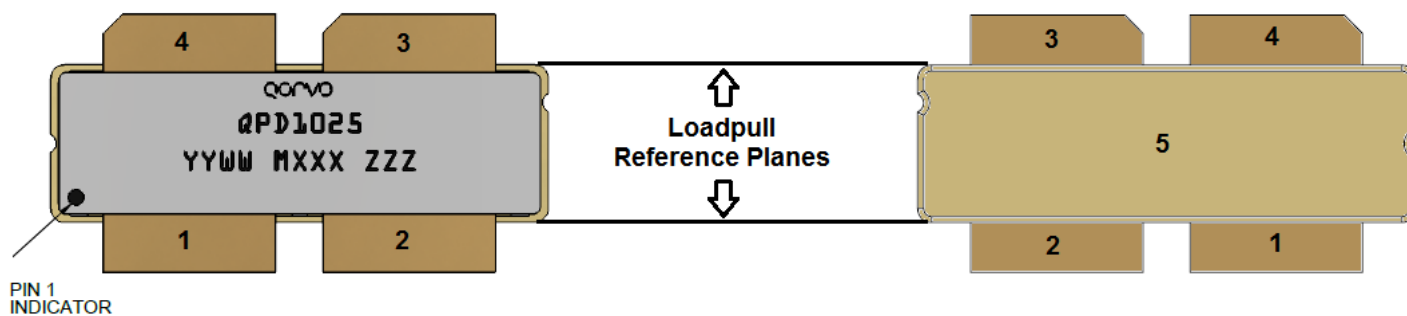 4 3
QORVO
QPD1025
YYWW MXXX ZZZ
1 2
PIN 1
INDICATOR
Loadpull
Reference Planes
3 4
5
2 1